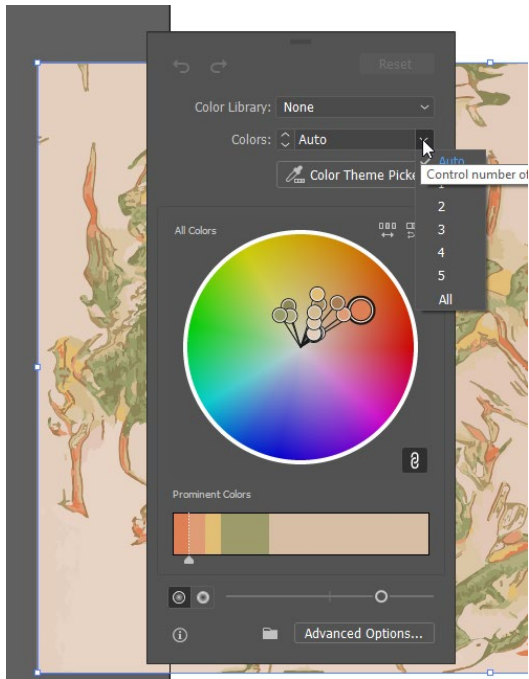 Reset
Color Library: None
Colors: Auto
Auto
Color Theme Picke
Control number of
1
2
3
4
5
All
All Colors
Prominent Colors
Advanced Options...